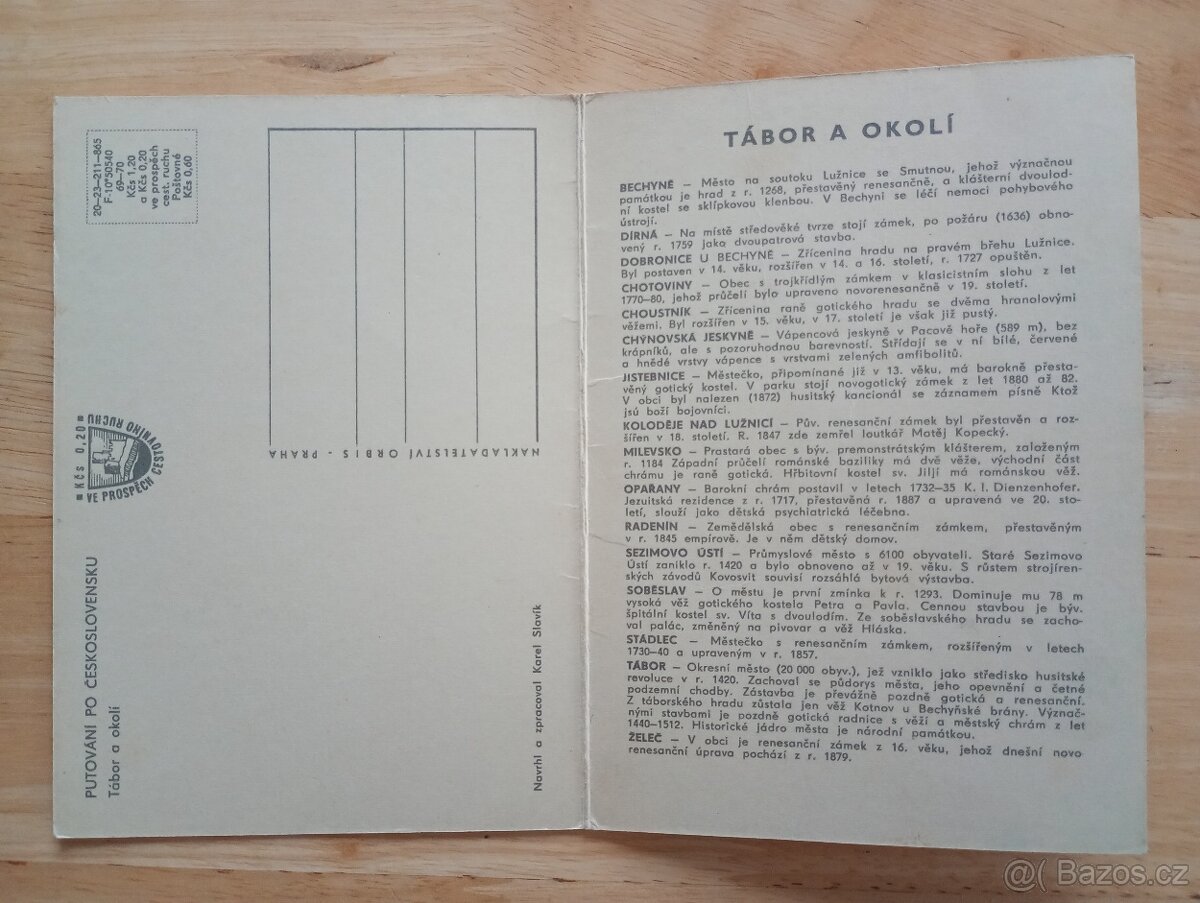 20–23–211–865
F-10*50540
69–70
Kčs 1,20
a Kčs 0,20
ve prospěch
cest. ruchu
Poštovné
Kčs 0,60
Kčs 0,20
VE PROSPĚCH CESTOVNÍHO RUCHU
PUTOVÁNÍ PO ČESKOSLOVENSKU
Tábor a okolí
NAKLADATELSTVÍ ORBIS - PRAHA
Navrhl a zpracoval Karel Slavík
TÁBOR A OKOLÍ
BECHYNĚ – Město na soutoku Lužnice se Smutnou, jehož význačnou
památkou je hrad z r. 1268, přestavěný renesančně, a klášterní dvoulod-
ní kostel se sklípkovou klenbou. V Bechyni se léčí nemoci pohybového
ústrojí.
DÍRNÁ – Na místě středověké tvrze stojí zámek, po požáru (1636) obno-
vený r. 1759 jako dvoupatrová stavba.
DOBRONICE U BECHYNĚ – Zřícenina hradu na pravém břehu Lužnice.
Byl postaven v 14. věku, rozšířen v 14. a 16. století, r. 1727 opuštěn.
CHOTOVINY – Obec s trojkřídlým zámkem v klasicistním slohu z let
1770-80, jehož průčelí bylo upraveno novorenesančně v 19. století.
CHOUSTNÍK – Zřícenina raně gotického hradu se dvěma hranolovými
věžemi. Byl rozšířen v 15. věku, v 17. století je však již pustý.
CHÝNOVSKÁ JESKYNĚ – Vápencová jeskyně v Pacově hoře (589 m), bez
krápníků, ale s pozoruhodnou barevností. Střídají se v ní bílé, červené
a hnědé vrstvy vápence s vrstvami zelených amfibolitů.
JISTEBNICE – Městečko, připomínané již v 13. věku, má barokně přesta-
věný gotický kostel. V parku stojí novogotický zámek z let 1880 až 82.
V obci byl nalezen (1872) husitský kancionál se záznamem písně Ktož
jsú boží bojovníci.
KOLODĚJE NAD LUŽNICÍ – Pův. renesanční zámek byl přestavěn a roz-
šířen v 18. století. R. 1847 zde zemřel loutkář Matěj Kopecký.
MILEVSKO – Prastará obec s býv. premonstrátským klášterem, založeným
r. 1184 Západní průčelí románské baziliky má dvě věže, východní část
chrámu je raně gotická. Hřbitovní kostel sv. Jiljí má románskou věž.
OPAŘANY – Barokní chrám postavil v letech 1732–35 K. I. Dienzenhofer.
Jezuitská rezidence z r. 1717, přestavěná r. 1887 a upravená ve 20. sto-
letí, slouží jako dětská psychiatrická léčebna.
RADENÍN – Zemědělská obec s renesančním zámkem, přestavěným
v r. 1845 empírově. Je v něm dětský domov.
SEZIMOVO ÚSTÍ – Průmyslové město s 6100 obyvateli. Staré Sezimovo
Ústí zaniklo r. 1420 a bylo obnoveno až v 19. věku. S růstem strojíren-
ských závodů Kovosvit souvisí rozsáhlá bytová výstavba.
SOBĚSLAV – O městu je první zmínka k r. 1293. Dominuje mu 78 m
vysoká věž gotického kostela Petra a Pavla. Cennou stavbou je býv.
špitální kostel sv. Víta s dvoulodím. Ze soběslavského hradu se zacho-
val palác, změněný na pivovar a věž Hláska.
STÁDLEC – Městečko s renesančním zámkem, rozšířeným v letech
1730–40 a upraveným v r. 1857.
TÁBOR – Okresní město (20 000 obyv.), jež vzniklo jako středisko husitské
revoluce v r. 1420. Zachoval se půdorys města, jeho opevnění a četné
podzemní chodby. Zástavba je převážně pozdně gotická a renesanční.
Z táborského hradu zůstala jen věž Kotnov u Bechyňské brány. Význač-
nými stavbami je pozdně gotická radnice s věží a městský chrám z let
1440-1512. Historické jádro města je národní památkou.
ŽELEČ – V obci je renesanční zámek z 16. věku, jehož dnešní novo
renesanční úprava pochází z r. 1879.
@( Bazos.cz